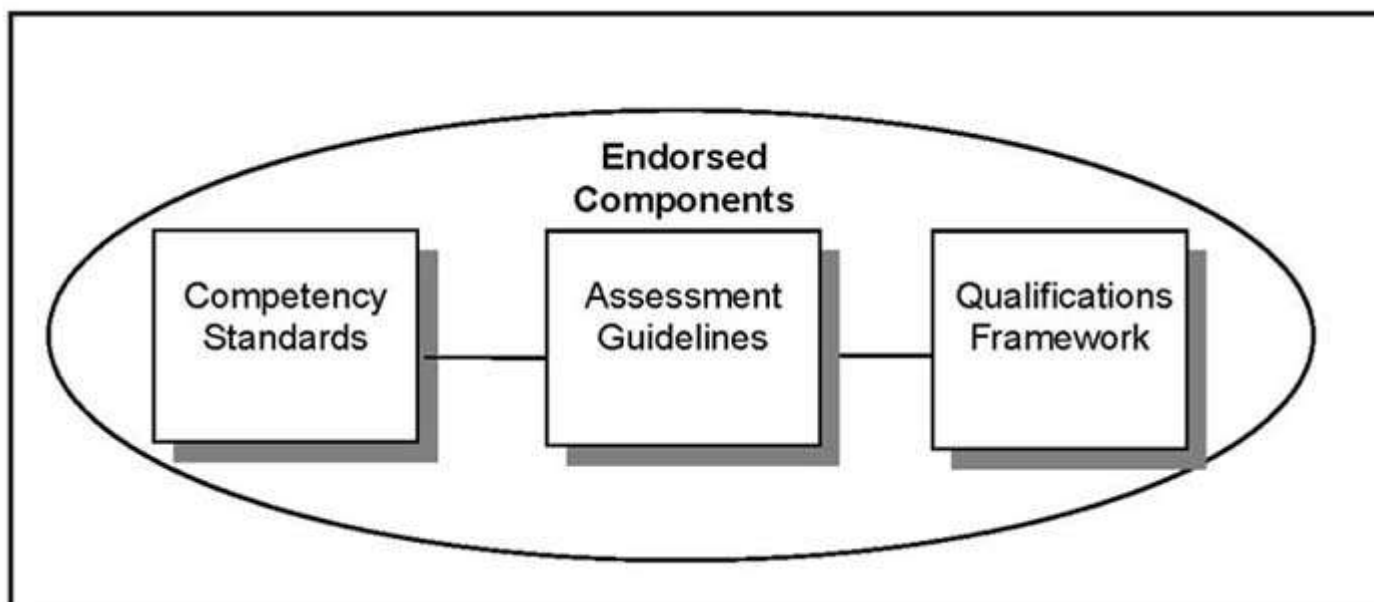 Endorsed
Components
Competency
Standards
Assessment
Guidelines
Qualifications
Framework